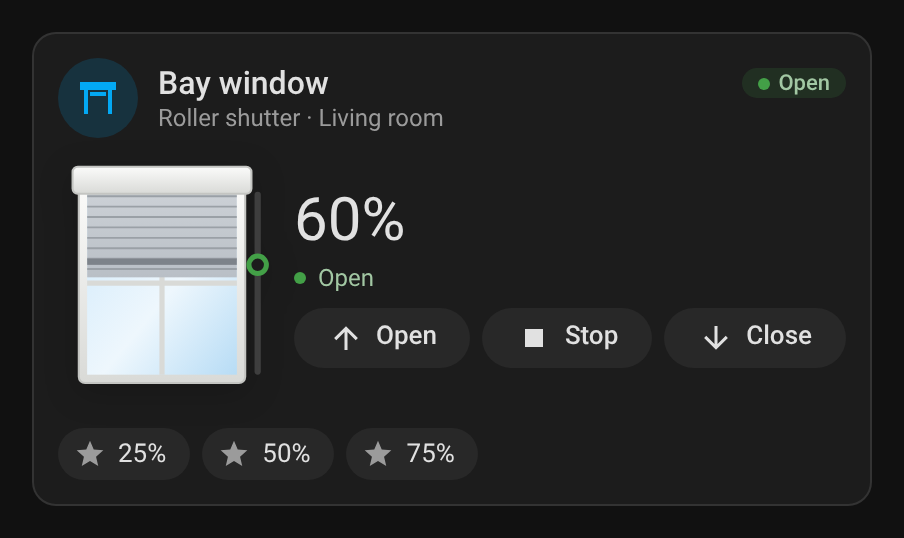 Bay window
Open
Roller shutter · Living room
60%
Open
Open
Stop
Close
25%
50%
75%